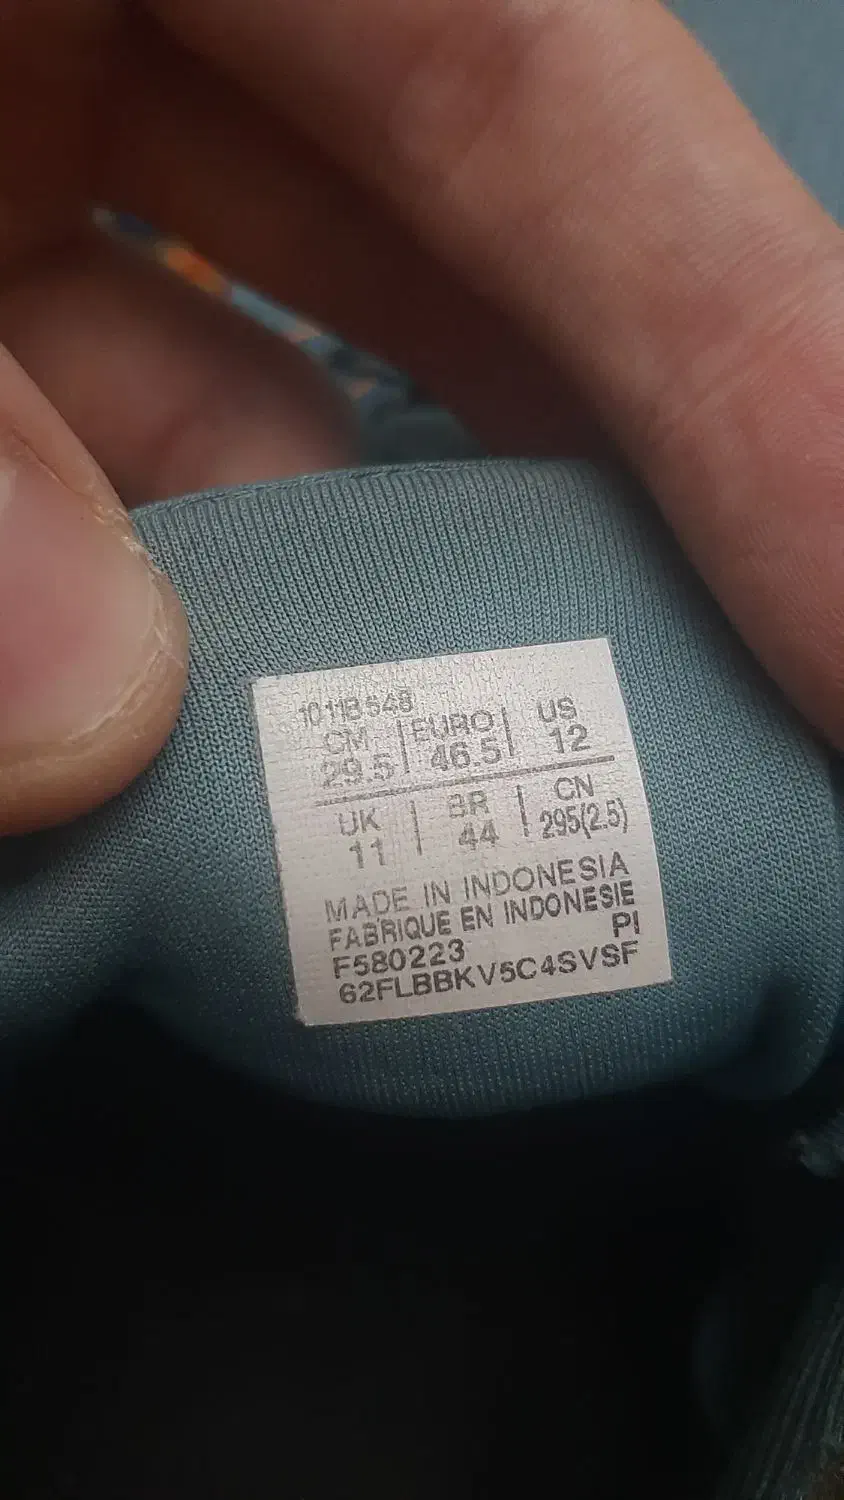 1011B548
CM | EURO | US
29.5 | 46.5 | 12
UK | BR | CN
11 | 44 | 295(2.5)
MADE IN INDONESIA
FABRIQUE EN INDONESIE
F580223 PI
62FLBBKV5C4SVSF